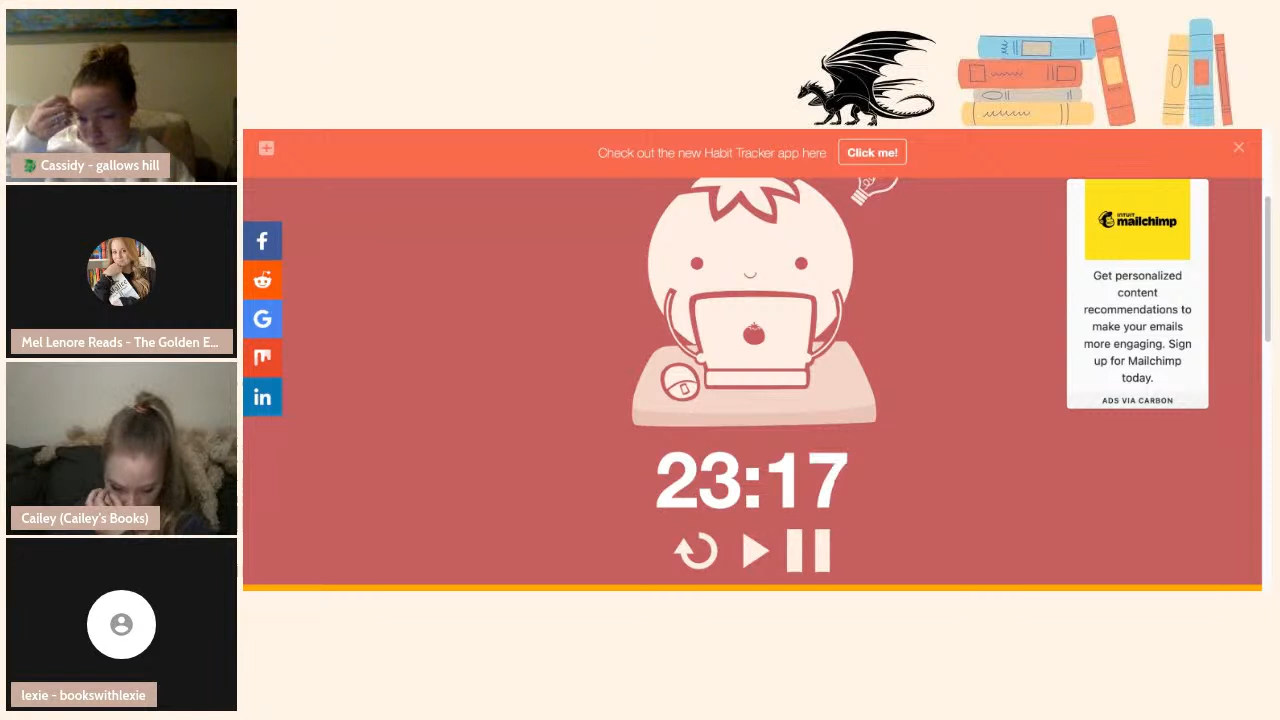 Cassidy - gallows hill
Mel Lenore Reads - The Golden E...
Cailey (Cailey's Books)
lexie - bookswithlexie
Check out the new Habit Tracker app here
Click me!
f
G
in
23:17
INTUIT
mailchimp
Get personalized
content
recommendations to
make your emails
more engaging. Sign
up for Mailchimp
today.
ADS VIA CARBON